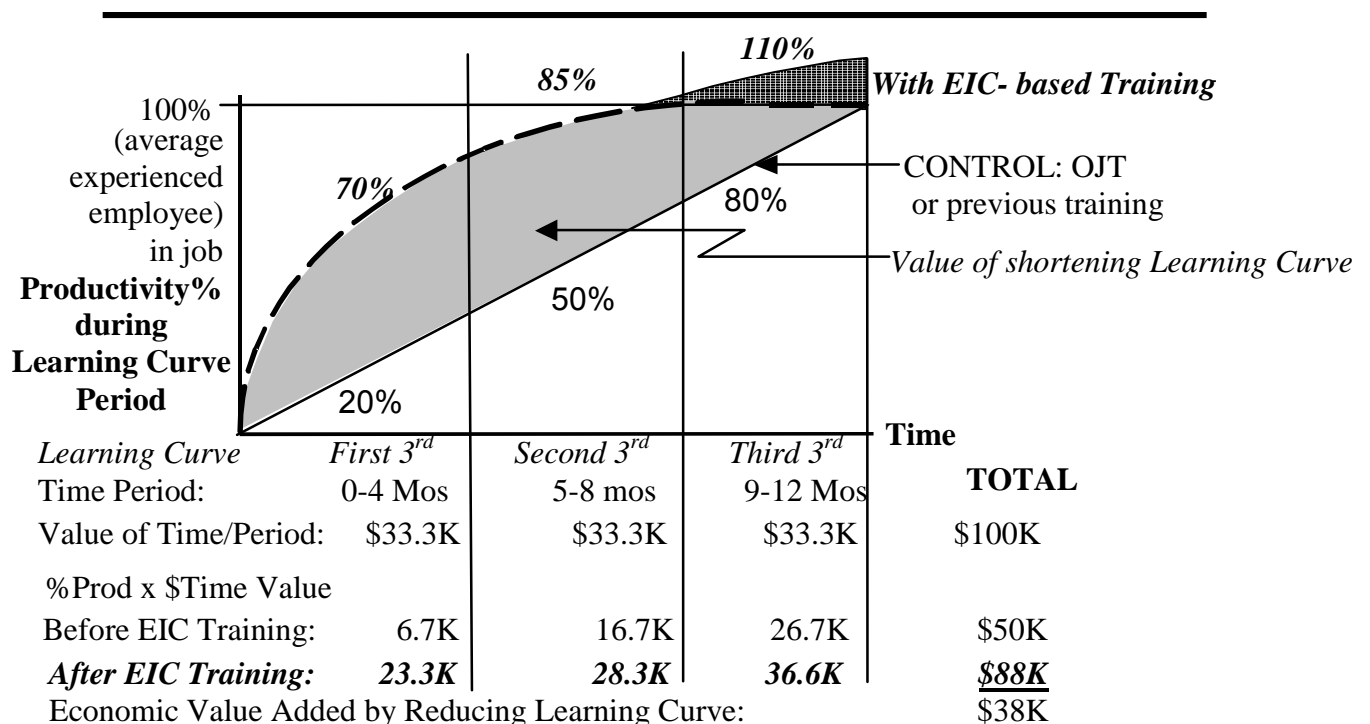 110%
85%
With EIC- based Training
100%
(average
experienced
employee)
in job
Productivity%
during
Learning Curve
Period
70%
CONTROL: OJT
or previous training
80%
Value of shortening Learning Curve
50%
20%
Time
Learning Curve First 3rd Second 3rd Third 3rd
Time Period: 0-4 Mos 5-8 mos 9-12 Mos TOTAL
Value of Time/Period: $33.3K $33.3K $33.3K $100K
%Prod x $Time Value
Before EIC Training: 6.7K 16.7K 26.7K $50K
After EIC Training: 23.3K 28.3K 36.6K $88K
Economic Value Added by Reducing Learning Curve: $38K